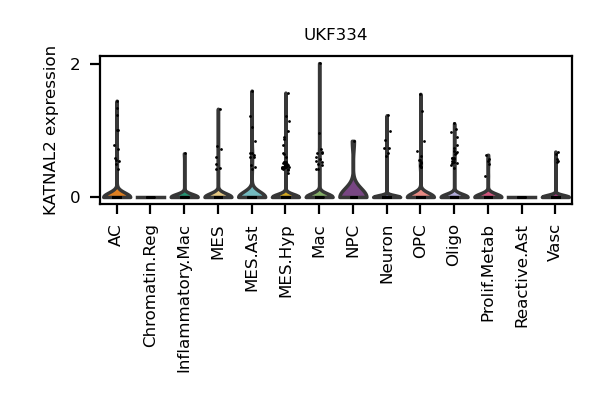 UKF334
KATNAL2 expression
2
0
AC
Chromatin.Reg
Inflammatory.Mac
MES
MES.Ast
MES.Hyp
Mac
NPC
Neuron
OPC
Oligo
Prolif.Metab
Reactive.Ast
Vasc